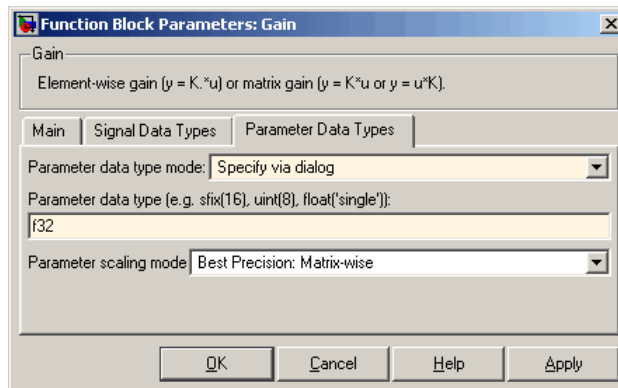 Function Block Parameters: Gain
Gain
Element-wise gain (y = K.*u) or matrix gain (y = K*u or y = u*K).
Main Signal Data Types Parameter Data Types
Parameter data type mode: Specify via dialog
Parameter data type (e.g. sfix(16), uint(8), float('single')):
f32
Parameter scaling mode Best Precision: Matrix-wise
OK Cancel Help Apply